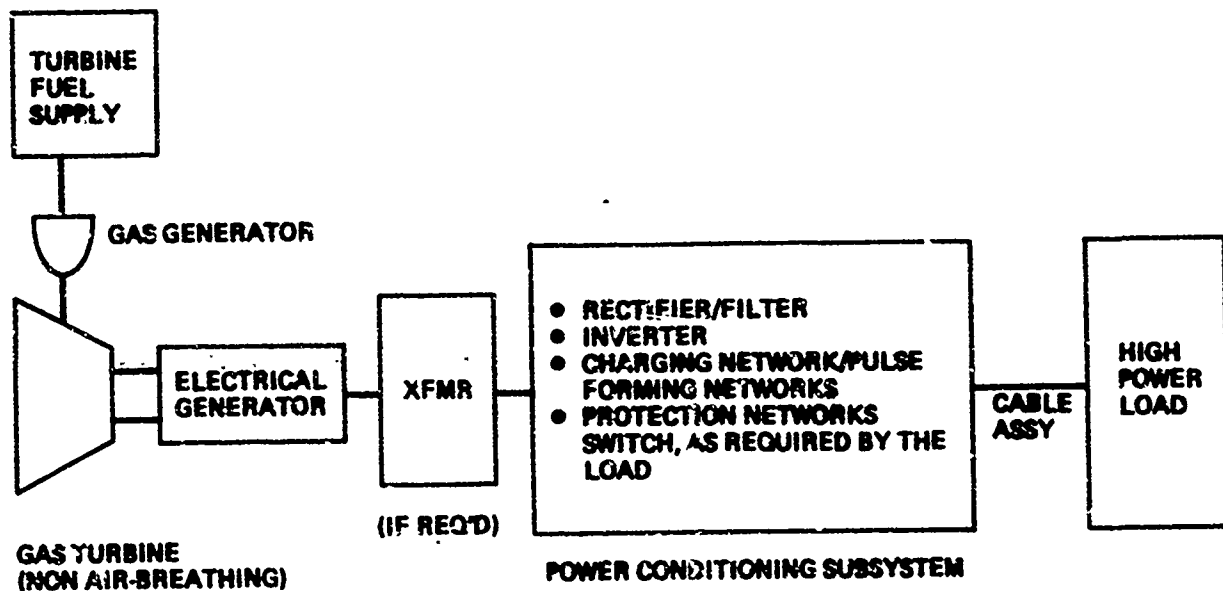 TURBINE
FUEL
SUPPLY
GAS GENERATOR
ELECTRICAL
GENERATOR
XFMR
● RECTIFIER/FILTER
● INVERTER
● CHARGING NETWORK/PULSE
FORMING NETWORKS
● PROTECTION NETWORKS
SWITCH, AS REQUIRED BY THE
LOAD
CABLE
ASSY
HIGH
POWER
LOAD
(IF REQ'D)
GAS TURBINE
(NON AIR-BREATHING)
POWER CONDITIONING SUBSYSTEM